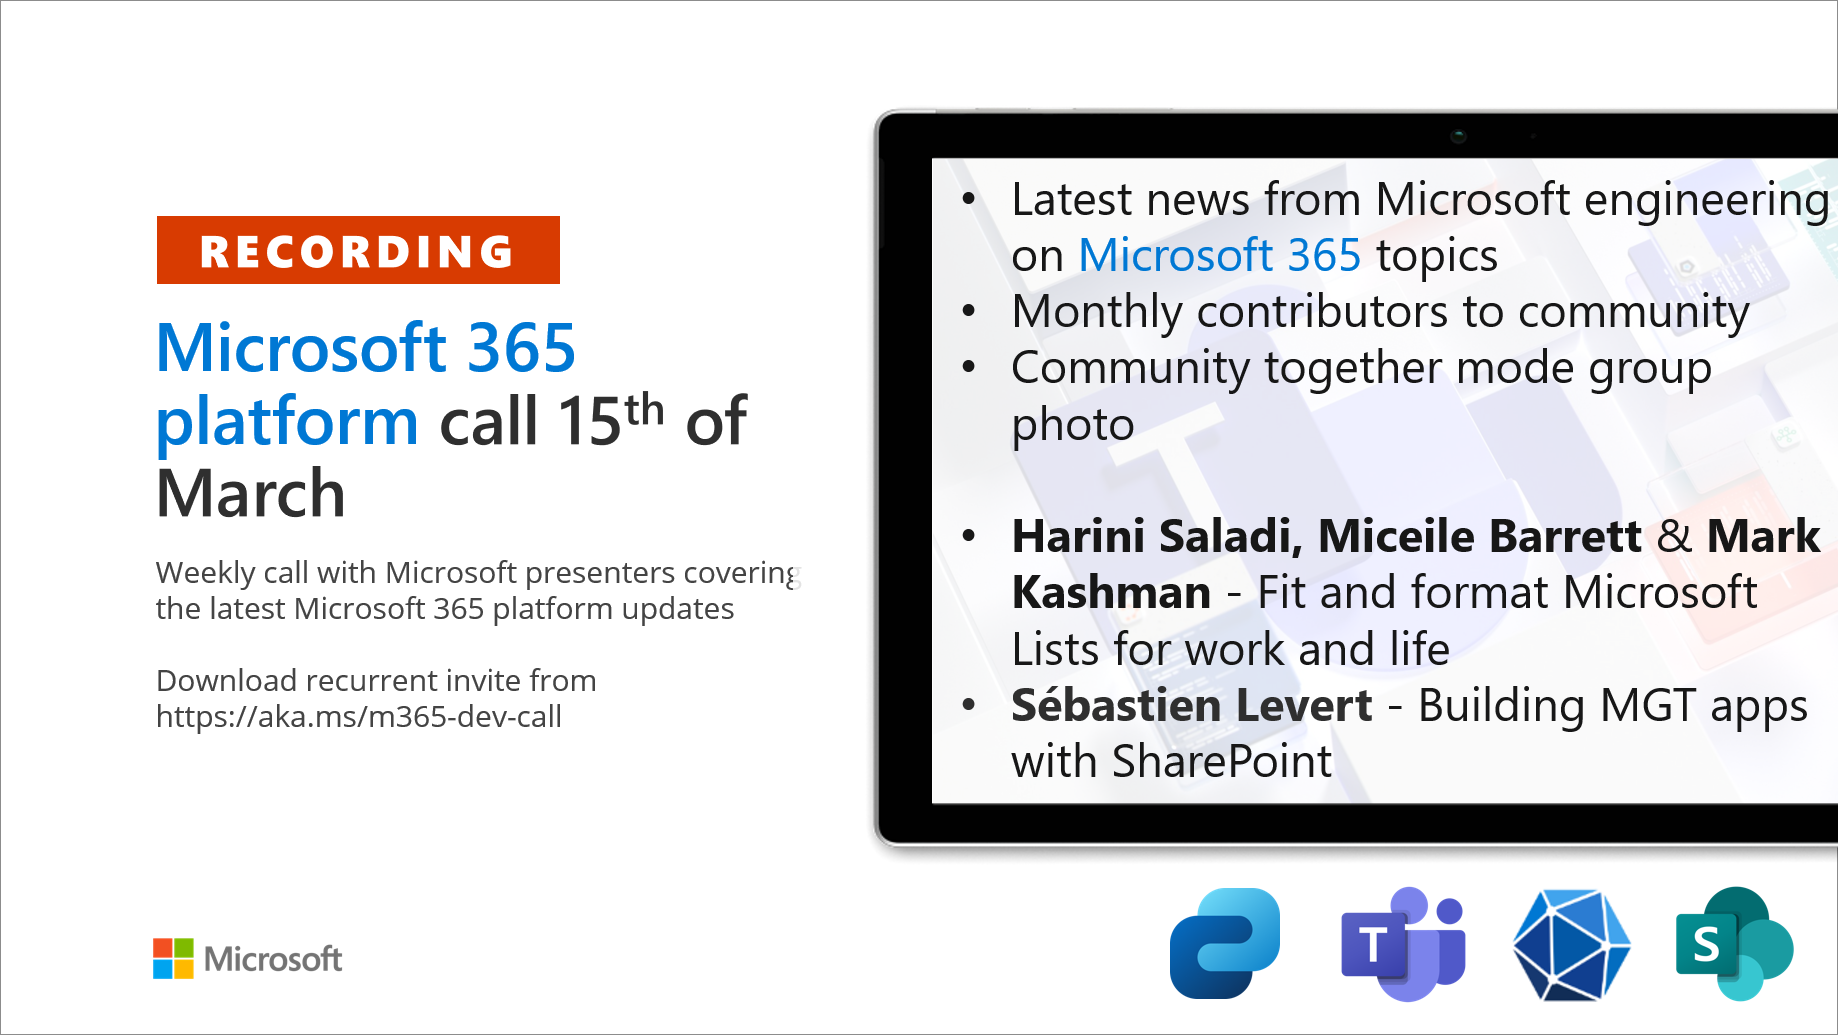 RECORDING
Microsoft 365
platform call 15th of
March
Weekly call with Microsoft presenters covering
the latest Microsoft 365 platform updates
Download recurrent invite from
https://aka.ms/m365-dev-call
Microsoft
• Latest news from Microsoft engineering
on Microsoft 365 topics
• Monthly contributors to community
• Community together mode group
photo
• Harini Saladi, Miceile Barrett & Mark
Kashman - Fit and format Microsoft
Lists for work and life
• Sébastien Levert - Building MGT apps
with SharePoint
T
S